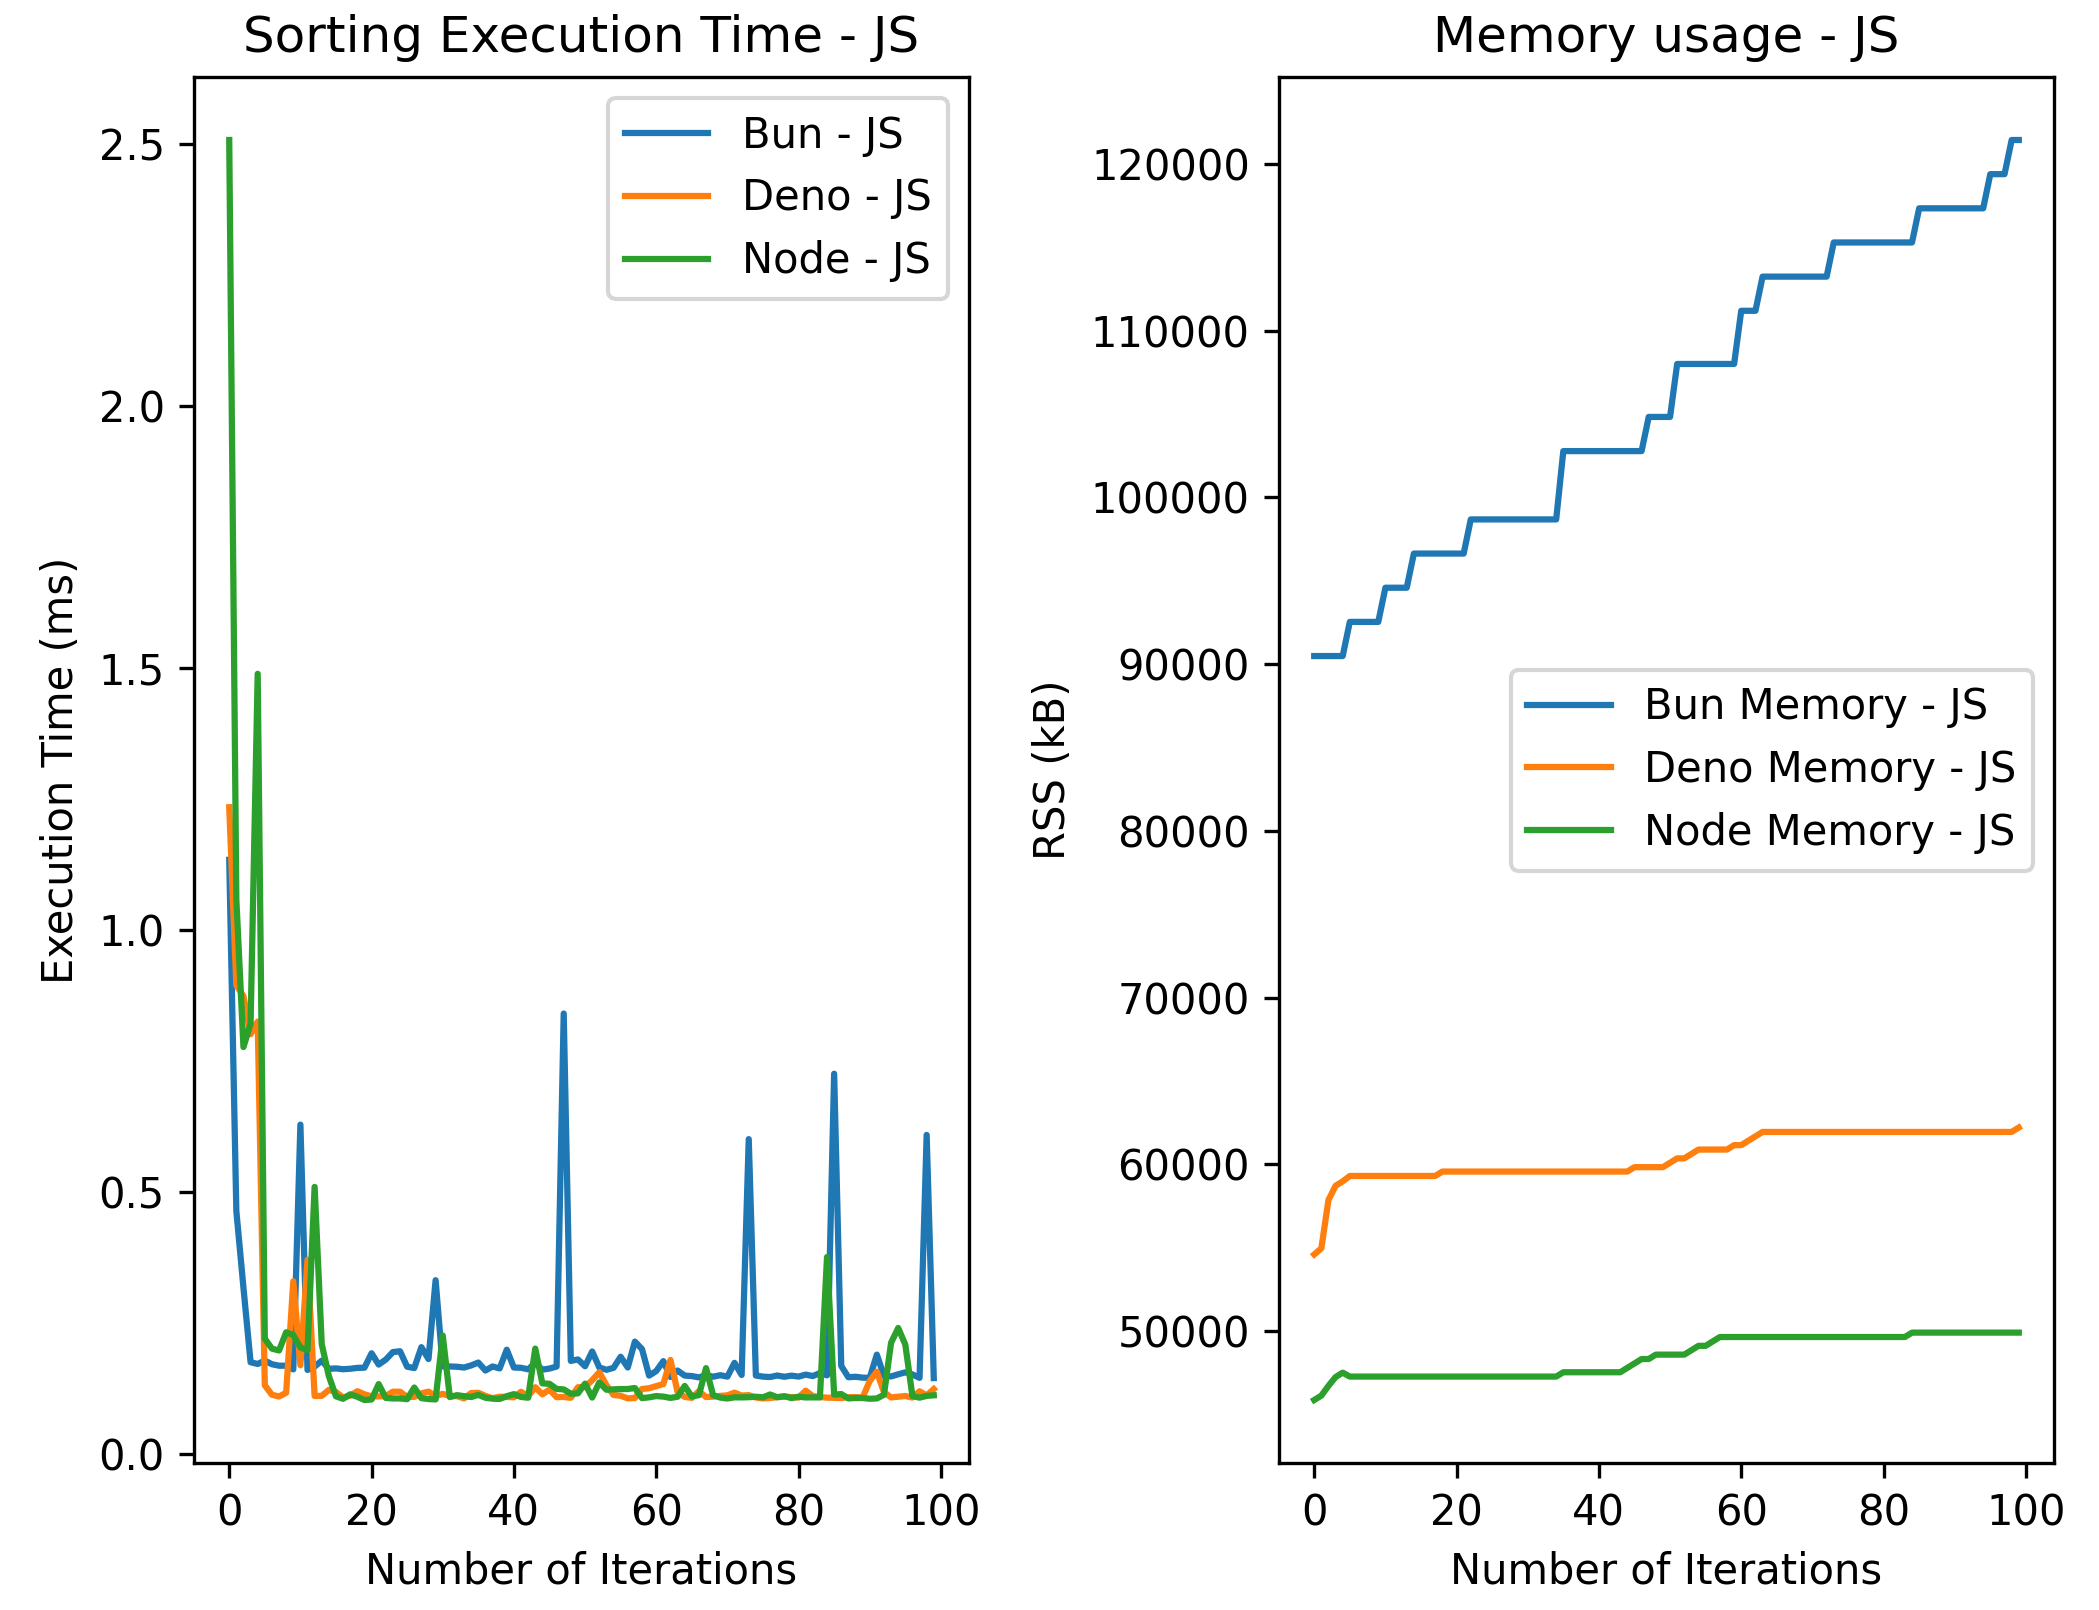 Sorting Execution Time - JS
Execution Time (ms)
2.5
2.0
1.5
1.0
0.5
0.0
Bun - JS
Deno - JS
Node - JS
0 20 40 60 80 100
Number of Iterations
Memory usage - JS
RSS (kB)
120000
110000
100000
90000
80000
70000
60000
50000
Bun Memory - JS
Deno Memory - JS
Node Memory - JS
0 20 40 60 80 100
Number of Iterations